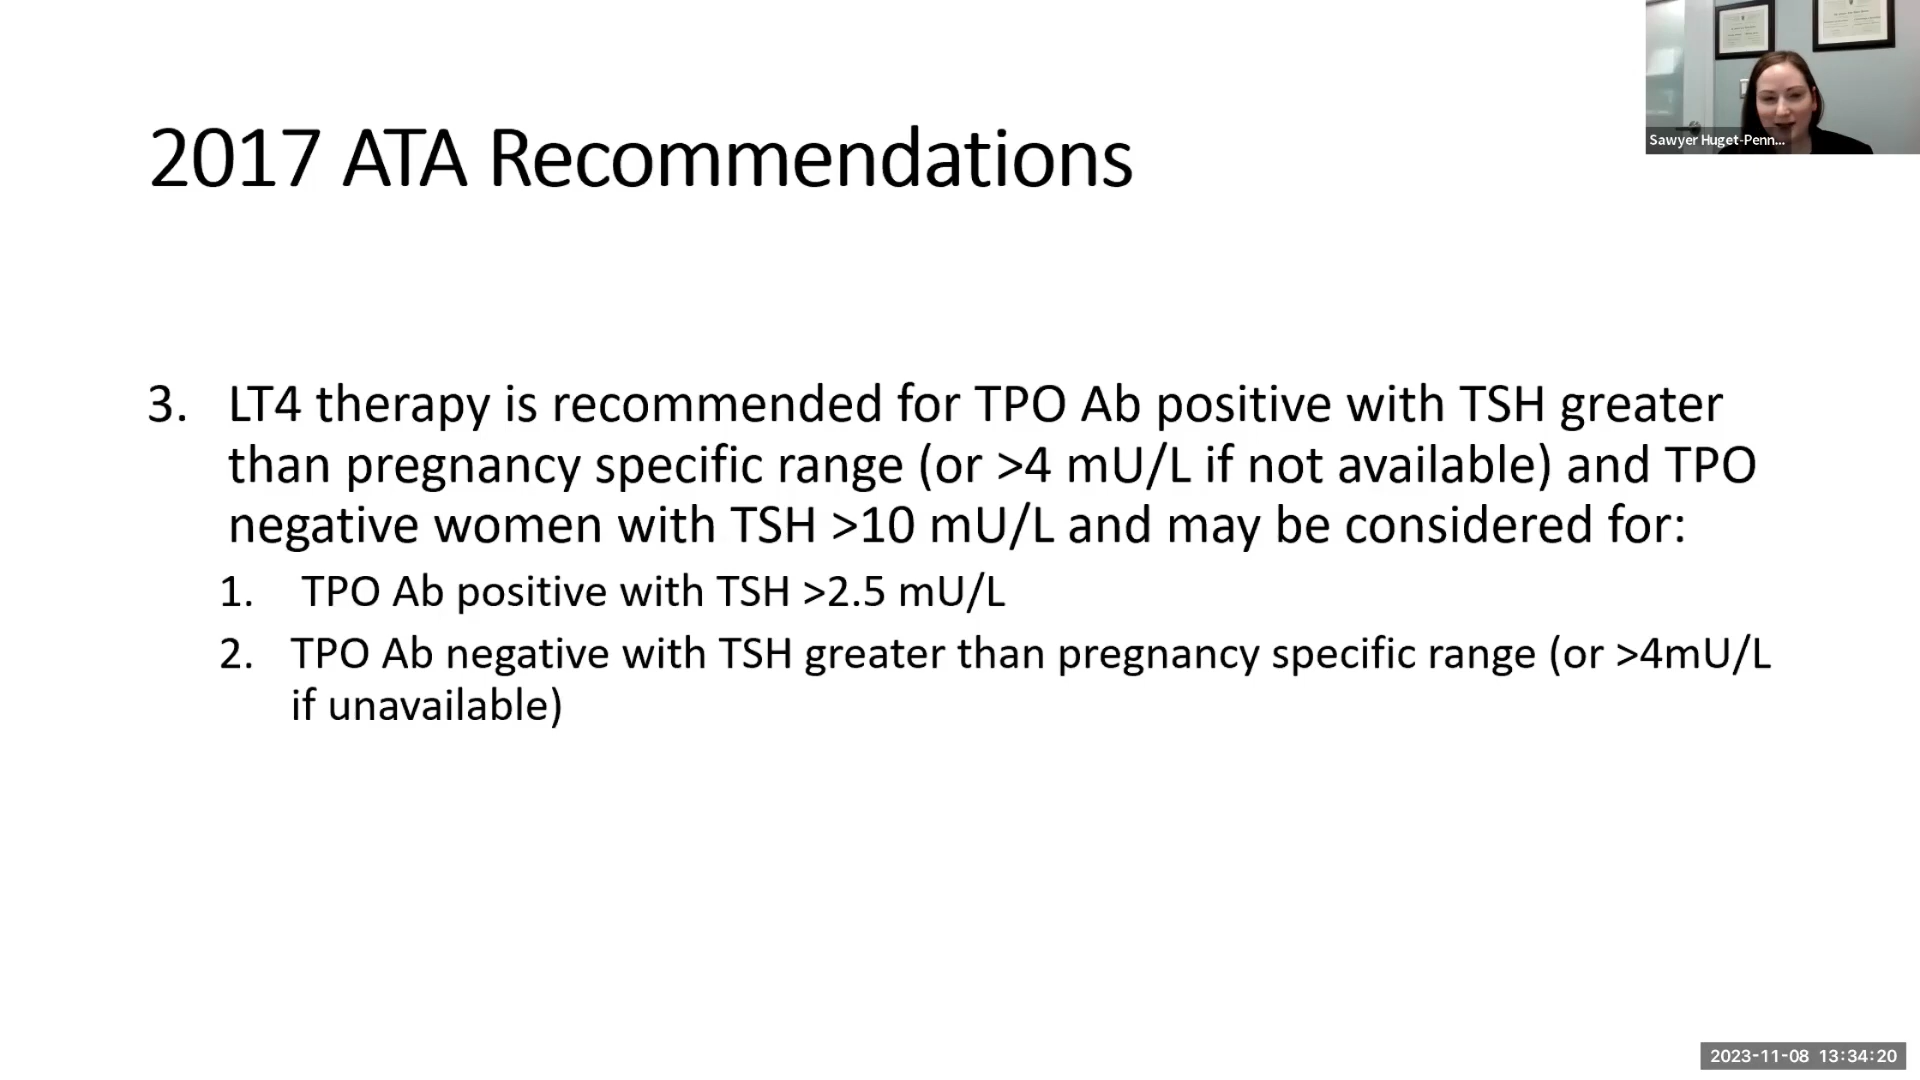 2017 ATA Recommendations
Sawyer Huget-Penn...
3. LT4 therapy is recommended for TPO Ab positive with TSH greater
than pregnancy specific range (or >4 mU/L if not available) and TPO
negative women with TSH >10 mU/L and may be considered for:
1. TPO Ab positive with TSH >2.5 mU/L
2. TPO Ab negative with TSH greater than pregnancy specific range (or >4mU/L
if unavailable)
2023-11-08 13:34:20